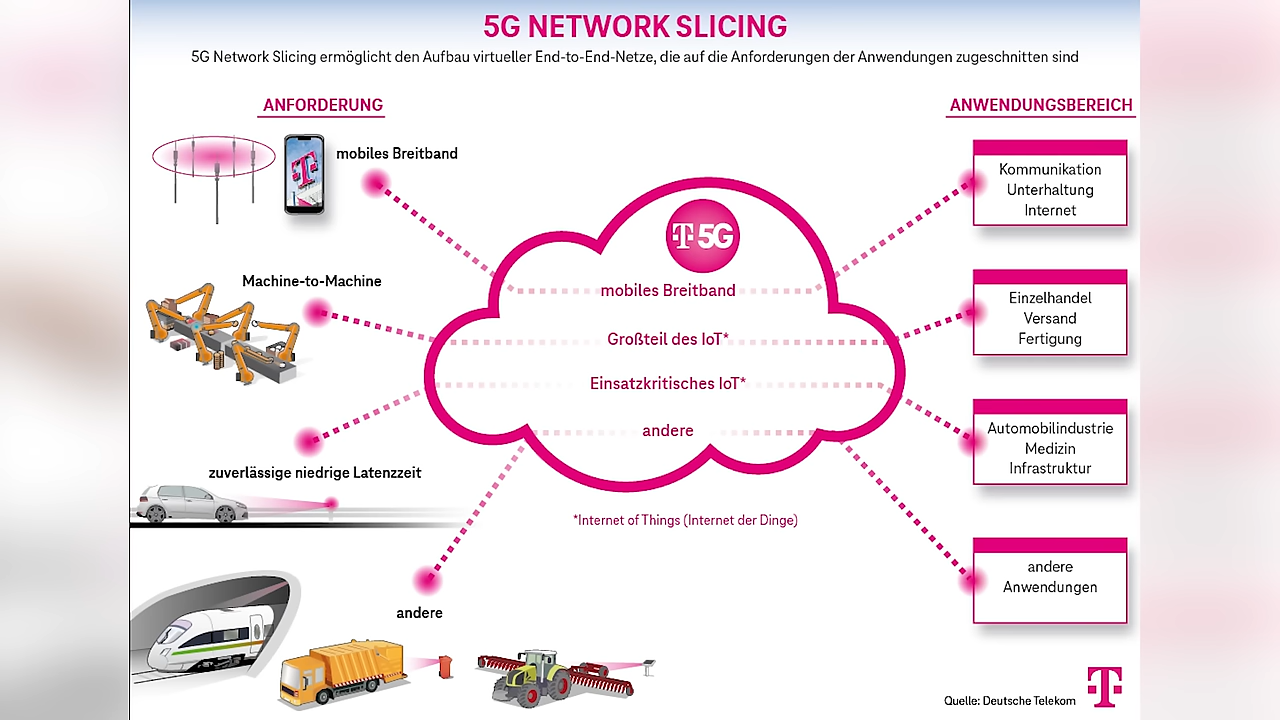 5G NETWORK SLICING
5G Network Slicing ermöglicht den Aufbau virtueller End-to-End-Netze, die auf die Anforderungen der Anwendungen zugeschnitten sind
ANFORDERUNG
ANWENDUNGSBEREICH
mobiles Breitband
Machine-to-Machine
zuverlässige niedrige Latenzzeit
andere
T 5G
mobiles Breitband
Großteil des IoT*
Einsatzkritisches IoT*
andere
*Internet of Things (Internet der Dinge)
Kommunikation
Unterhaltung
Internet
Einzelhandel
Versand
Fertigung
Automobilindustrie
Medizin
Infrastruktur
andere
Anwendungen
Quelle: Deutsche Telekom
T